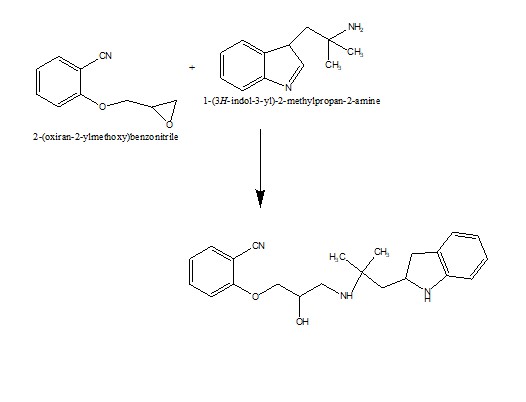 CN
O
O
2-(oxiran-2-ylmethoxy)benzonitrile
+
NH2
CH3
CH3
N
1-(3H-indol-3-yl)-2-methylpropan-2-amine
CN
O
OH
NH
H3C
CH3
N
H